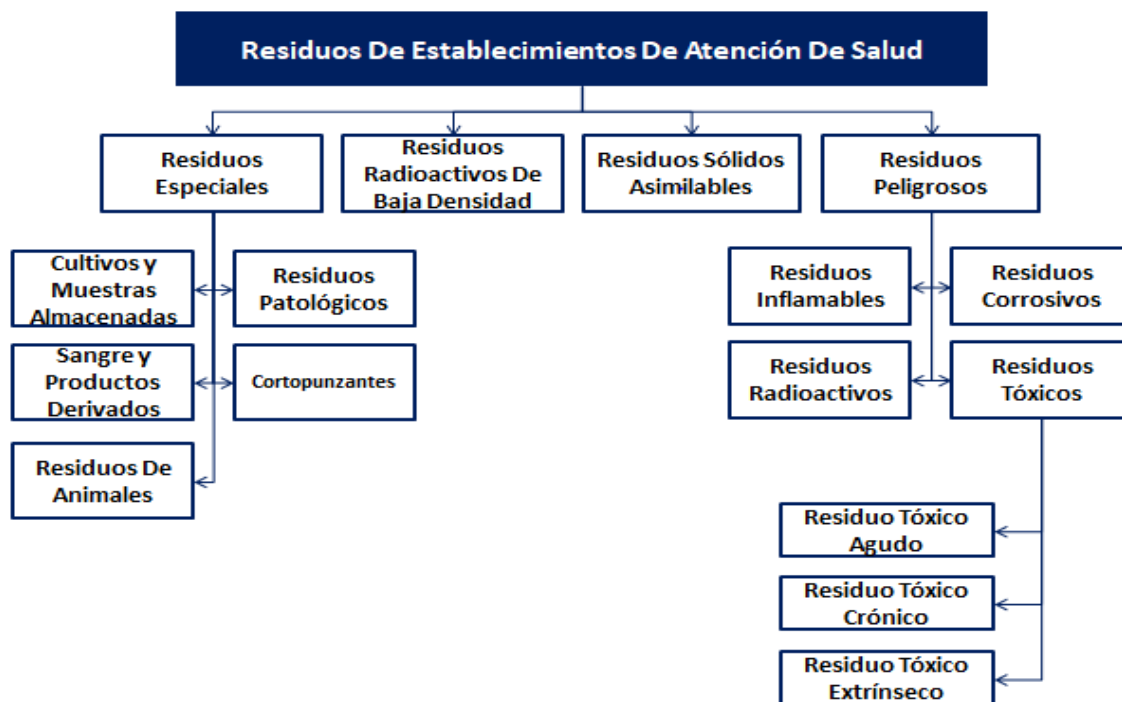 Residuos De Establecimientos De Atención De Salud
Residuos
Especiales
Residuos
Radioactivos De
Baja Densidad
Residuos Sólidos
Asimilables
Residuos
Peligrosos
Cultivos y
Muestras
Almacenadas
Residuos
Patológicos
Sangre y
Productos
Derivados
Cortopunzantes
Residuos De
Animales
Residuos
Inflamables
Residuos
Corrosivos
Residuos
Radioactivos
Residuos
Tóxicos
Residuo Tóxico
Agudo
Residuo Tóxico
Crónico
Residuo Tóxico
Extrínseco